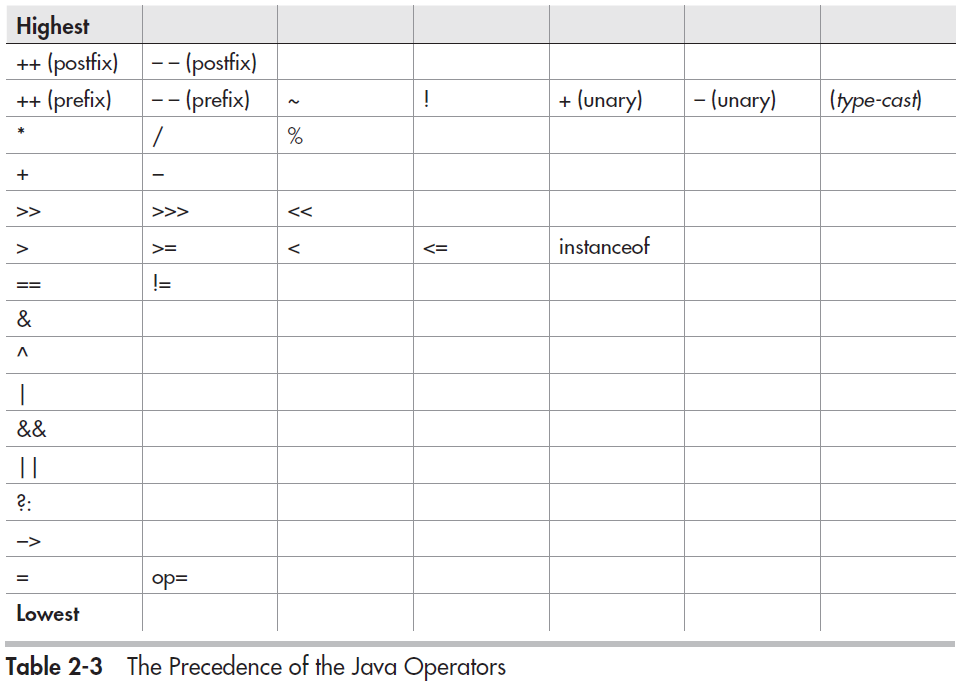 Highest
++ (postfix) – – (postfix)
++ (prefix) – – (prefix) ~ ! + (unary) – (unary) (type-cast)
* / %
+ –
>> >>> <<
> >= < <= instanceof
== !=
&
^
|
&&
||
?:
–>
= op=
Lowest
Table 2-3 The Precedence of the Java Operators